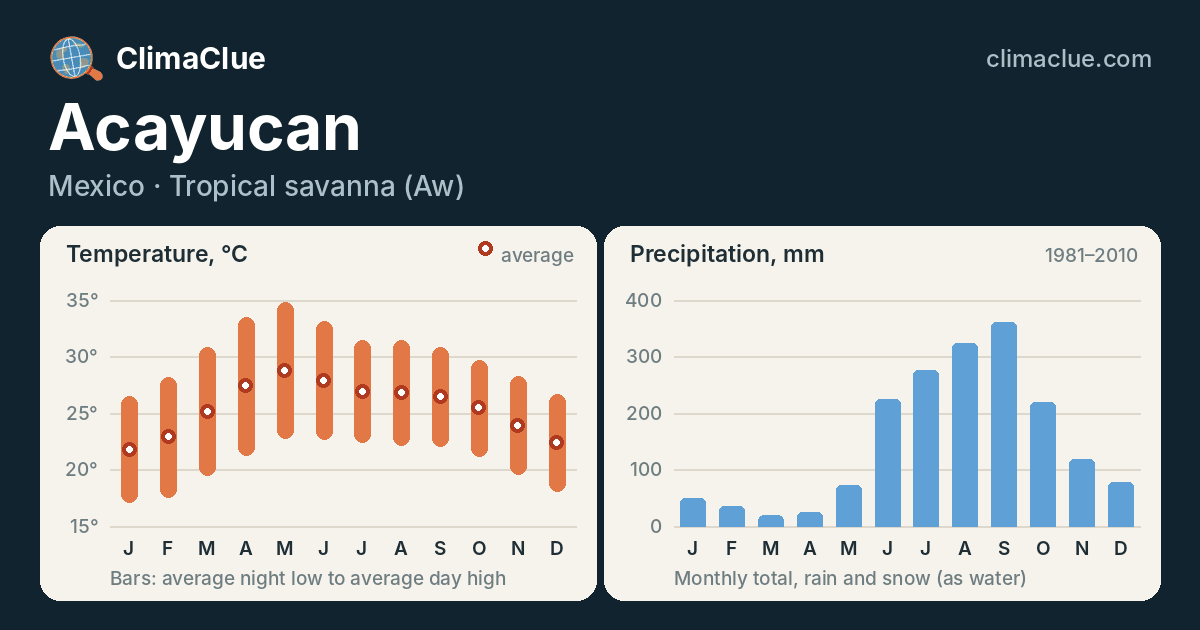 ClimaClue
climaclue.com
Acayucan
Mexico · Tropical savanna (Aw)
Temperature, °C
average
35°
30°
25°
20°
15°
J F M A M J J A S O N D
Bars: average night low to average day high
Precipitation, mm
1981–2010
400
300
200
100
0
J F M A M J J A S O N D
Monthly total, rain and snow (as water)